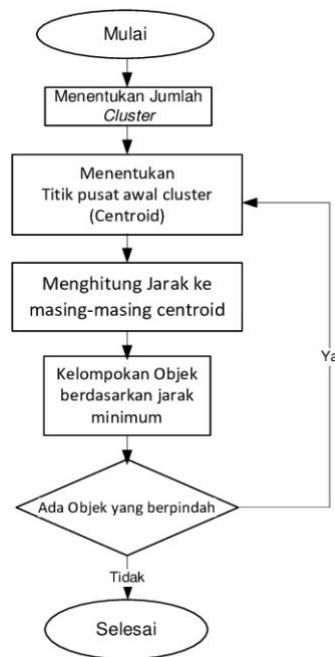 Mulai
Menentukan Jumlah
Cluster
Menentukan
Titik pusat awal cluster
(Centroid)
Menghitung Jarak ke
masing-masing centroid
Kelompokan Objek
berdasarkan jarak
minimum
Ya
Ada Objek yang berpindah
Tidak
Selesai